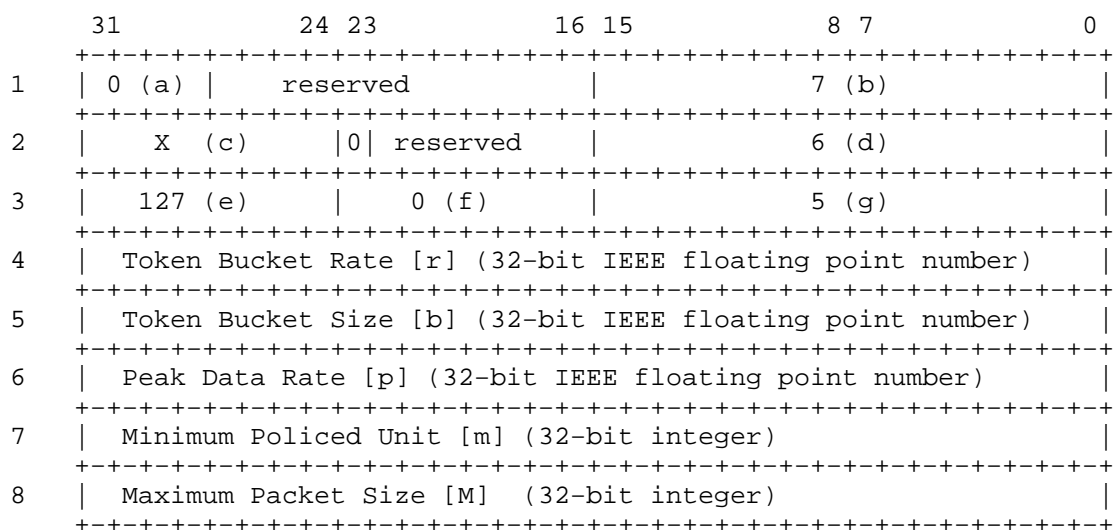 31           24 23           16 15            8 7             0
    +-+-+-+-+-+-+-+-+-+-+-+-+-+-+-+-+-+-+-+-+-+-+-+-+-+-+-+-+-+-+-+-+
1   | 0 (a) |    reserved           |             7 (b)             |
    +-+-+-+-+-+-+-+-+-+-+-+-+-+-+-+-+-+-+-+-+-+-+-+-+-+-+-+-+-+-+-+-+
2   |    X  (c)     |0| reserved    |             6 (d)             |
    +-+-+-+-+-+-+-+-+-+-+-+-+-+-+-+-+-+-+-+-+-+-+-+-+-+-+-+-+-+-+-+-+
3   |   127 (e)     |    0 (f)      |             5 (g)             |
    +-+-+-+-+-+-+-+-+-+-+-+-+-+-+-+-+-+-+-+-+-+-+-+-+-+-+-+-+-+-+-+-+
4   |  Token Bucket Rate [r] (32-bit IEEE floating point number)    |
    +-+-+-+-+-+-+-+-+-+-+-+-+-+-+-+-+-+-+-+-+-+-+-+-+-+-+-+-+-+-+-+-+
5   |  Token Bucket Size [b] (32-bit IEEE floating point number)    |
    +-+-+-+-+-+-+-+-+-+-+-+-+-+-+-+-+-+-+-+-+-+-+-+-+-+-+-+-+-+-+-+-+
6   |  Peak Data Rate [p] (32-bit IEEE floating point number)       |
    +-+-+-+-+-+-+-+-+-+-+-+-+-+-+-+-+-+-+-+-+-+-+-+-+-+-+-+-+-+-+-+-+
7   |  Minimum Policed Unit [m] (32-bit integer)                    |
    +-+-+-+-+-+-+-+-+-+-+-+-+-+-+-+-+-+-+-+-+-+-+-+-+-+-+-+-+-+-+-+-+
8   |  Maximum Packet Size [M]  (32-bit integer)                    |
    +-+-+-+-+-+-+-+-+-+-+-+-+-+-+-+-+-+-+-+-+-+-+-+-+-+-+-+-+-+-+-+-+